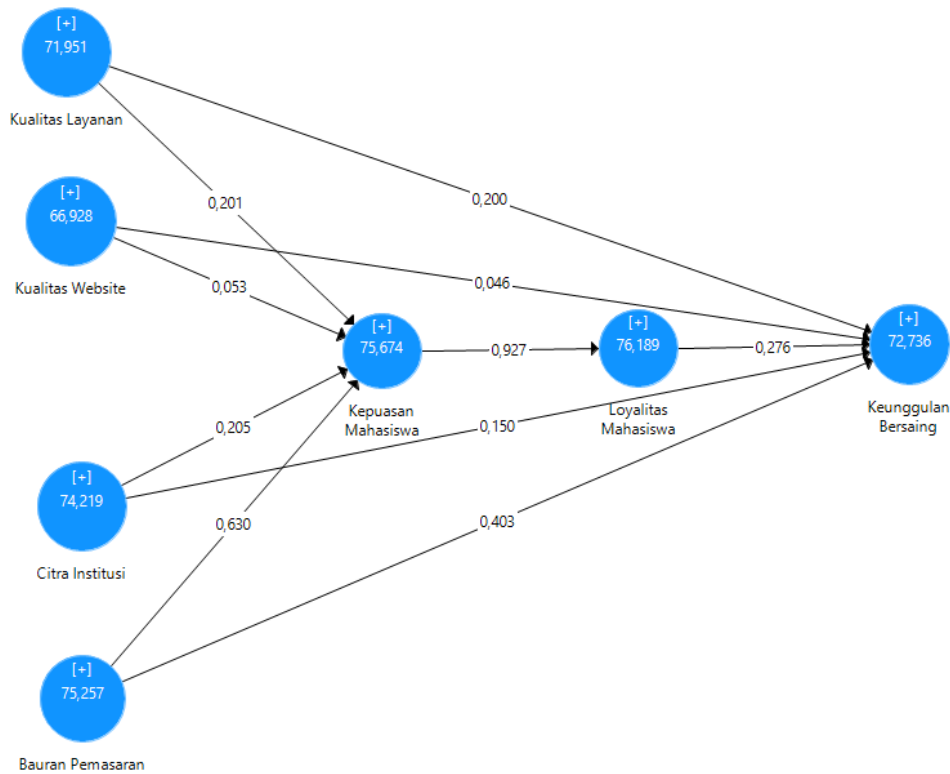 [+]
71,951
Kualitas Layanan
[+]
66,928
Kualitas Website
0,201
0,200
0,053
0,046
[+]
75,674
Kepuasan
Mahasiswa
0,927
[+]
76,189
Loyalitas
Mahasiswa
0,276
[+]
72,736
Keunggulan
Bersaing
0,205
0,150
[+]
74,219
Citra Institusi
0,630
0,403
[+]
75,257
Bauran Pemasaran